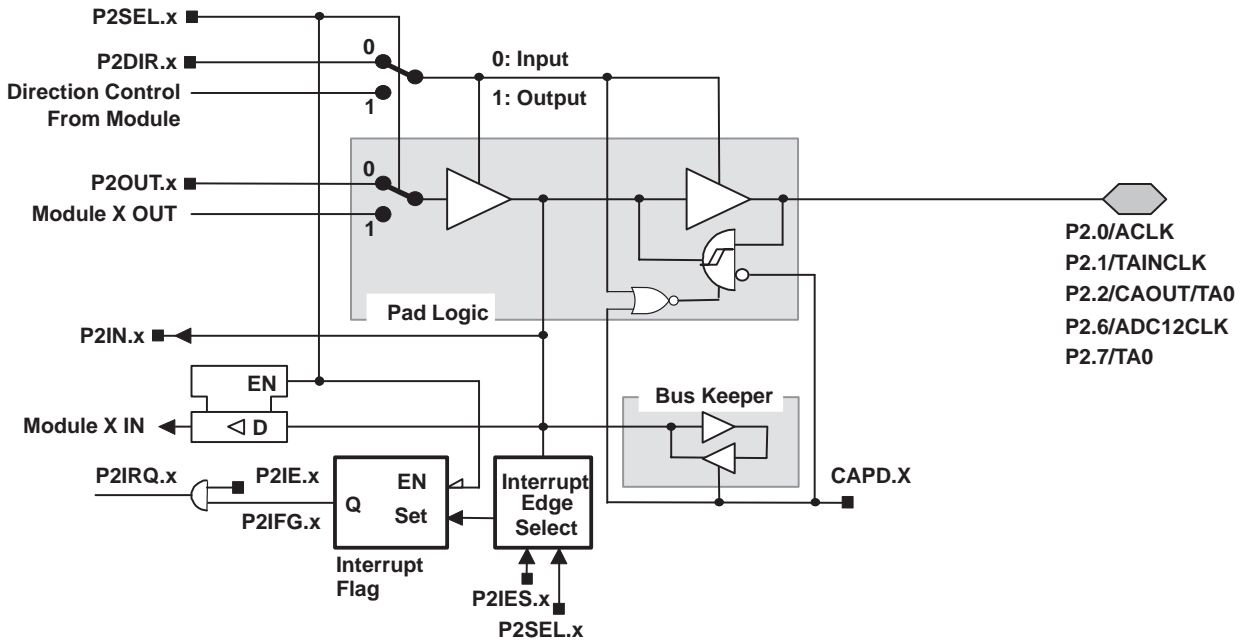 P2SEL.x
P2DIR.x
0
0: Input
1: Output
Direction Control
From Module
1
P2OUT.x
0
Module X OUT
1
P2.0/ACLK
P2.1/TAINCLK
P2.2/CAOUT/TA0
P2.6/ADC12CLK
P2.7/TA0
Pad Logic
P2IN.x
EN
Bus Keeper
Module X IN
D
P2IRQ.x
P2IE.x
P2IFG.x
Q
EN
Set
Interrupt
Edge
Select
CAPD.X
Interrupt
Flag
P2IES.x
P2SEL.x